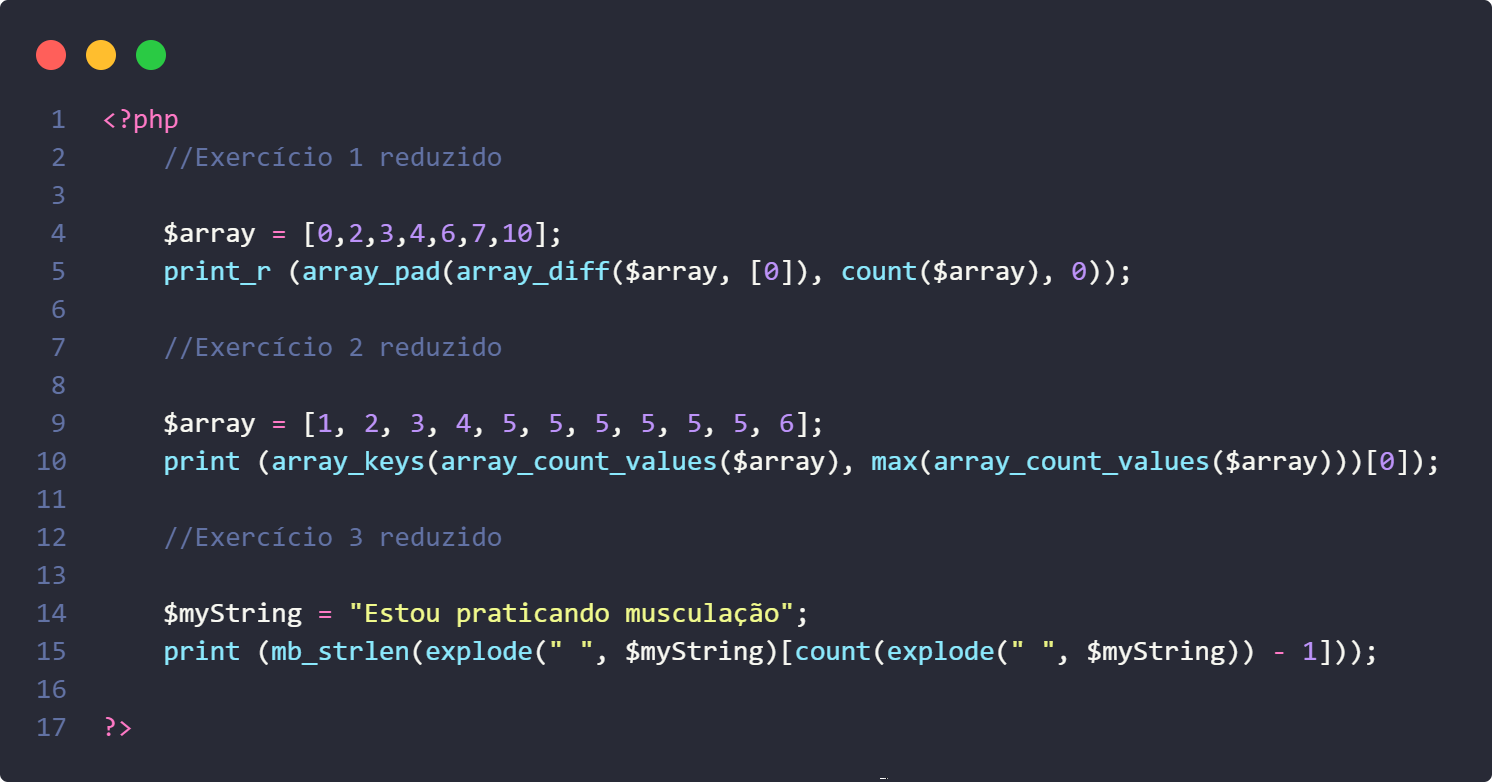 1 <?php
2 //Exercício 1 reduzido
3
4 $array = [0,2,3,4,6,7,10];
5 print_r (array_pad(array_diff($array, [0]), count($array), 0));
6
7 //Exercício 2 reduzido
8
9 $array = [1, 2, 3, 4, 5, 5, 5, 5, 5, 5, 6];
10 print (array_keys(array_count_values($array), max(array_count_values($array)))[0]);
11
12 //Exercício 3 reduzido
13
14 $myString = "Estou praticando musculação";
15 print (mb_strlen(explode(" ", $myString)[count(explode(" ", $myString)) - 1]));
16
17 ?>